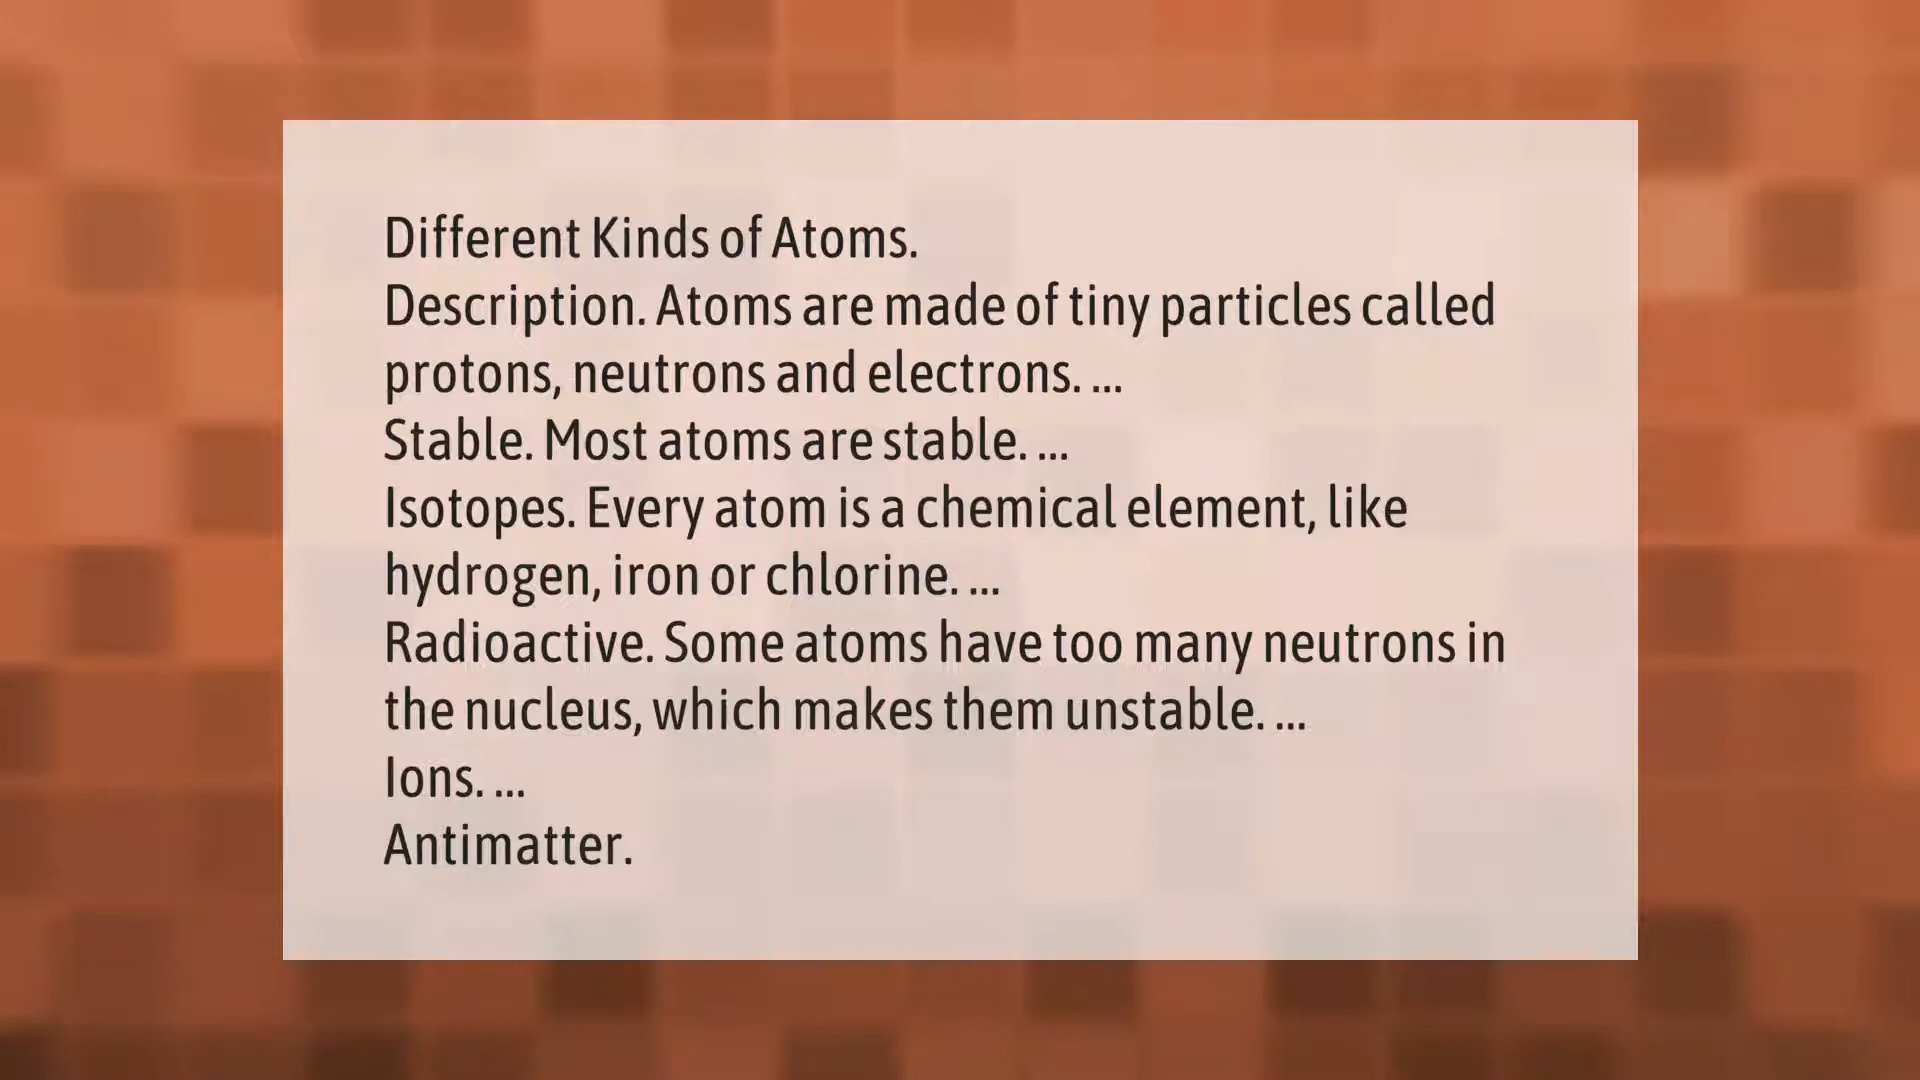 Different Kinds of Atoms.
Description. Atoms are made of tiny particles called
protons, neutrons and electrons. ...
Stable. Most atoms are stable. ...
Isotopes. Every atom is a chemical element, like
hydrogen, iron or chlorine. ...
Radioactive. Some atoms have too many neutrons in
the nucleus, which makes them unstable. ...
Ions. ...
Antimatter.